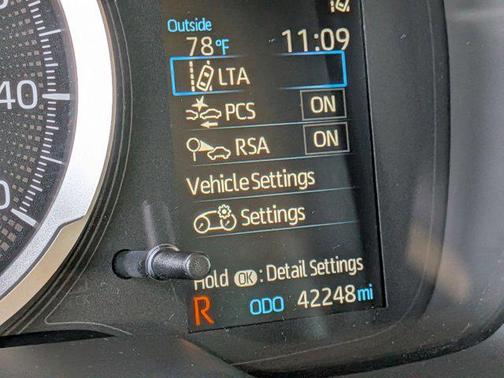 Outside
78°F 11:09
LTA
PCS ON
RSA ON
Vehicle Settings
Settings
Hold OK: Detail Settings
R ODO 42248 mi
40